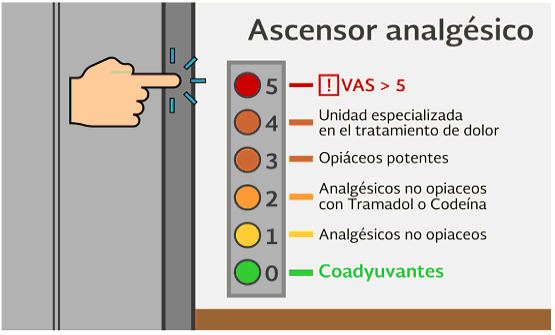 Ascensor analgésico
5 ! VAS > 5
4 Unidad especializada
en el tratamiento de dolor
3 Opiáceos potentes
2 Analgésicos no opiaceos
con Tramadol o Codeína
1 Analgésicos no opiaceos
0 Coadyuvantes